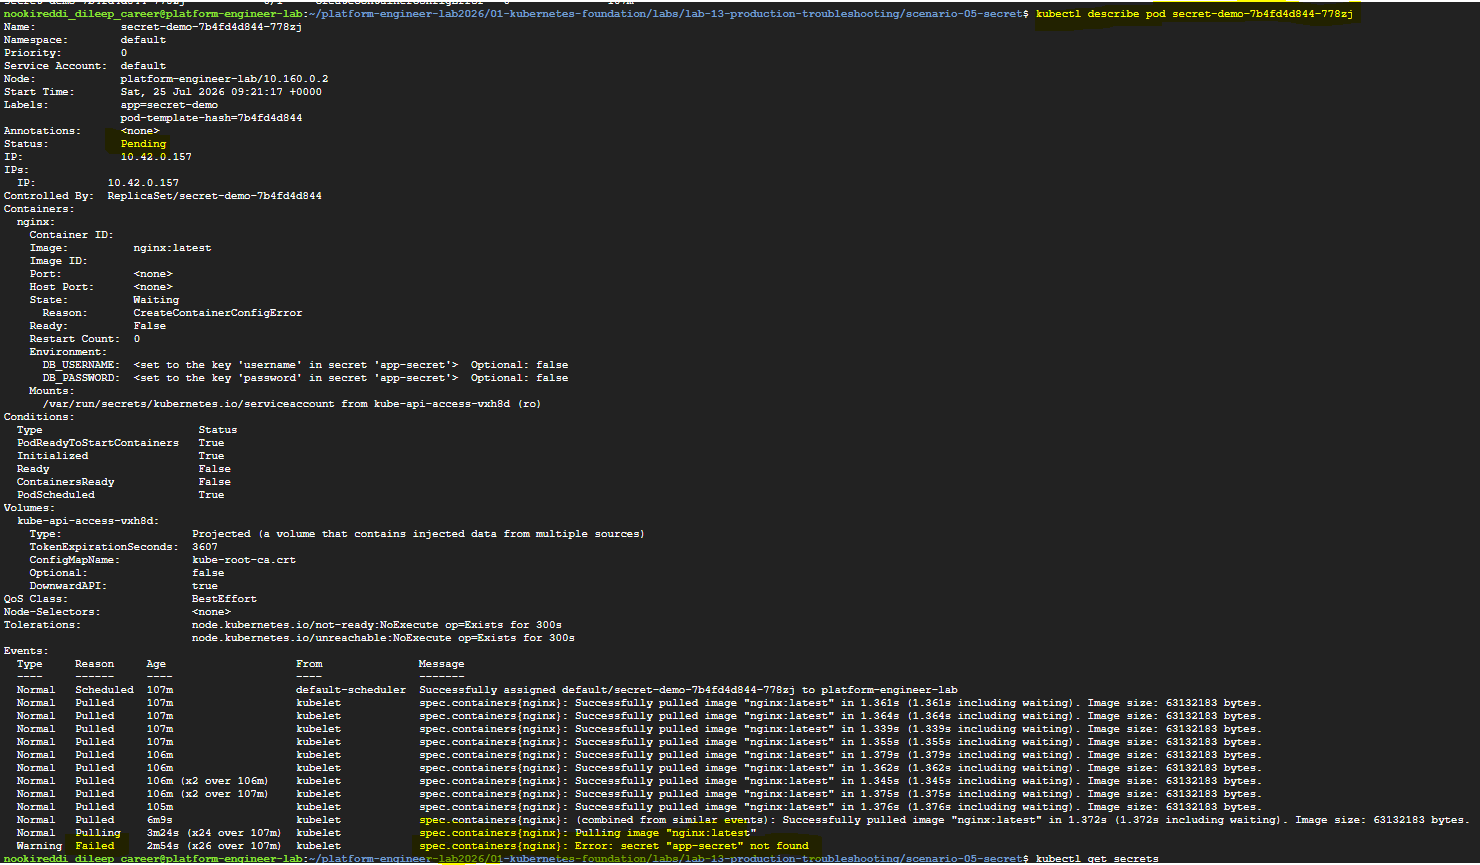 nookireddi_dileep_career@platform-engineer-lab:~/platform-engineer-lab2026/01-kubernetes-foundation/labs/lab-13-production-troubleshooting/scenario-05-secret$ kubectl describe pod secret-demo-7b4fd4d844-778zj
Name:             secret-demo-7b4fd4d844-778zj
Namespace:        default
Priority:         0
Service Account:  default
Node:             platform-engineer-lab/10.160.0.2
Start Time:       Sat, 25 Jul 2026 09:21:17 +0000
Labels:           app=secret-demo
                  pod-template-hash=7b4fd4d844
Annotations:      <none>
Status:           Pending
IP:               10.42.0.157
IPs:
  IP:           10.42.0.157
Controlled By:  ReplicaSet/secret-demo-7b4fd4d844
Containers:
  nginx:
    Container ID:
    Image:          nginx:latest
    Image ID:
    Port:           <none>
    Host Port:      <none>
    State:          Waiting
      Reason:       CreateContainerConfigError
    Ready:          False
    Restart Count:  0
    Environment:
      DB_USERNAME:  <set to the key 'username' in secret 'app-secret'>  Optional: false
      DB_PASSWORD:  <set to the key 'password' in secret 'app-secret'>  Optional: false
    Mounts:
      /var/run/secrets/kubernetes.io/serviceaccount from kube-api-access-vxh8d (ro)
Conditions:
  Type                        Status
  PodReadyToStartContainers   True
  Initialized                 True
  Ready                       False
  ContainersReady             False
  PodScheduled                True
Volumes:
  kube-api-access-vxh8d:
    Type:                    Projected (a volume that contains injected data from multiple sources)
    TokenExpirationSeconds:  3607
    ConfigMapName:           kube-root-ca.crt
    Optional:                false
    DownwardAPI:             true
QoS Class:                   BestEffort
Node-Selectors:              <none>
Tolerations:                 node.kubernetes.io/not-ready:NoExecute op=Exists for 300s
                             node.kubernetes.io/unreachable:NoExecute op=Exists for 300s
Events:
  Type     Reason     Age                     From               Message
  ----     ------     ----                    ----               -------
  Normal   Scheduled  107m                    default-scheduler  Successfully assigned default/secret-demo-7b4fd4d844-778zj to platform-engineer-lab
  Normal   Pulled     107m                    kubelet            spec.containers{nginx}: Successfully pulled image "nginx:latest" in 1.361s (1.361s including waiting). Image size: 63132183 bytes.
  Normal   Pulled     107m                    kubelet            spec.containers{nginx}: Successfully pulled image "nginx:latest" in 1.364s (1.364s including waiting). Image size: 63132183 bytes.
  Normal   Pulled     107m                    kubelet            spec.containers{nginx}: Successfully pulled image "nginx:latest" in 1.339s (1.339s including waiting). Image size: 63132183 bytes.
  Normal   Pulled     107m                    kubelet            spec.containers{nginx}: Successfully pulled image "nginx:latest" in 1.355s (1.355s including waiting). Image size: 63132183 bytes.
  Normal   Pulled     106m                    kubelet            spec.containers{nginx}: Successfully pulled image "nginx:latest" in 1.379s (1.379s including waiting). Image size: 63132183 bytes.
  Normal   Pulled     106m                    kubelet            spec.containers{nginx}: Successfully pulled image "nginx:latest" in 1.362s (1.362s including waiting). Image size: 63132183 bytes.
  Normal   Pulled     106m (x2 over 106m)     kubelet            spec.containers{nginx}: Successfully pulled image "nginx:latest" in 1.345s (1.345s including waiting). Image size: 63132183 bytes.
  Normal   Pulled     106m (x2 over 107m)     kubelet            spec.containers{nginx}: Successfully pulled image "nginx:latest" in 1.375s (1.375s including waiting). Image size: 63132183 bytes.
  Normal   Pulled     105m                    kubelet            spec.containers{nginx}: Successfully pulled image "nginx:latest" in 1.376s (1.376s including waiting). Image size: 63132183 bytes.
  Normal   Pulled     6m9s                    kubelet            spec.containers{nginx}: (combined from similar events): Successfully pulled image "nginx:latest" in 1.372s (1.372s including waiting). Image size: 63132183 bytes.
  Normal   Pulling    3m24s (x24 over 107m)   kubelet            spec.containers{nginx}: Pulling image "nginx:latest"
  Warning  Failed     2m54s (x26 over 107m)   kubelet            spec.containers{nginx}: Error: secret "app-secret" not found
nookireddi_dileep_career@platform-engineer-lab:~/platform-engineer-lab2026/01-kubernetes-foundation/labs/lab-13-production-troubleshooting/scenario-05-secret$ kubectl get secrets